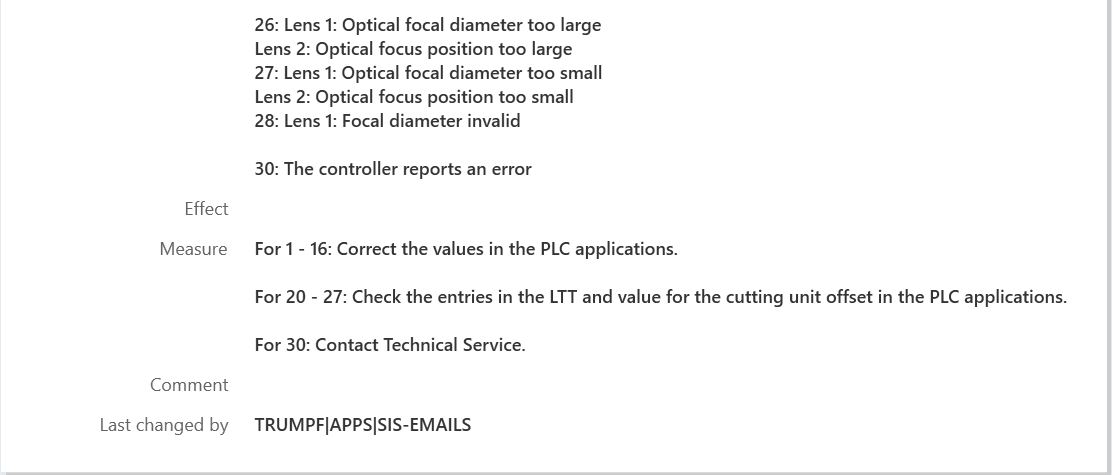 26: Lens 1: Optical focal diameter too large
Lens 2: Optical focus position too large
27: Lens 1: Optical focal diameter too small
Lens 2: Optical focus position too small
28: Lens 1: Focal diameter invalid
30: The controller reports an error
Effect
Measure For 1 - 16: Correct the values in the PLC applications.
For 20 - 27: Check the entries in the LTT and value for the cutting unit offset in the PLC applications.
For 30: Contact Technical Service.
Comment
Last changed by TRUMPF|APPS|SIS-EMAILS